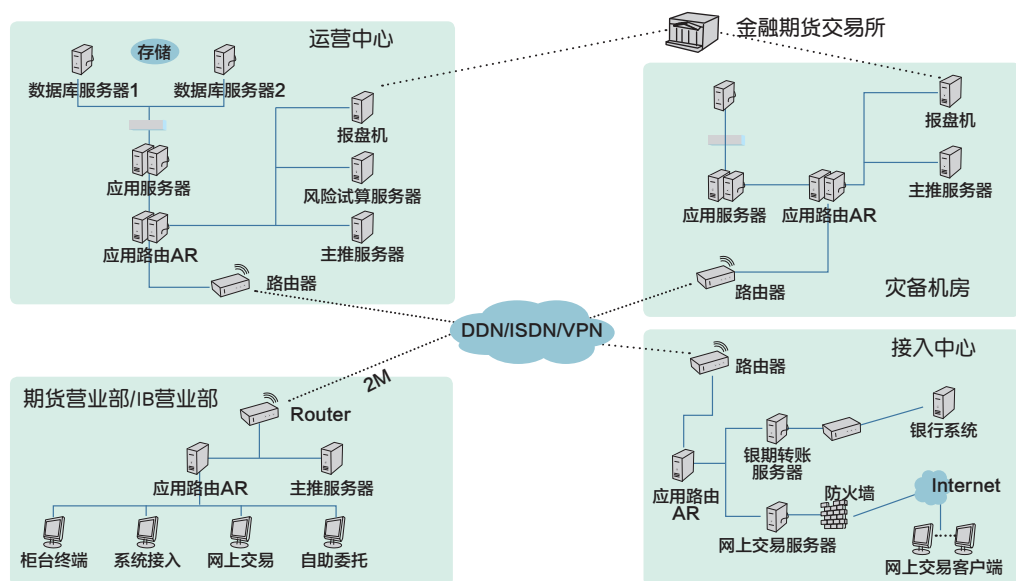 运营中心
存储
数据库服务器1
数据库服务器2
报盘机
应用服务器
风险试算服务器
应用路由AR
主推服务器
路由器
金融期货交易所
报盘机
主推服务器
应用服务器
应用路由AR
路由器
灾备机房
DDN/ISDN/VPN
2M
期货营业部/IB营业部
Router
应用路由AR
主推服务器
柜台终端
系统接入
网上交易
自助委托
接入中心
路由器
银行系统
银期转账
服务器
应用路由
AR
防火墙
Internet
网上交易服务器
网上交易客户端